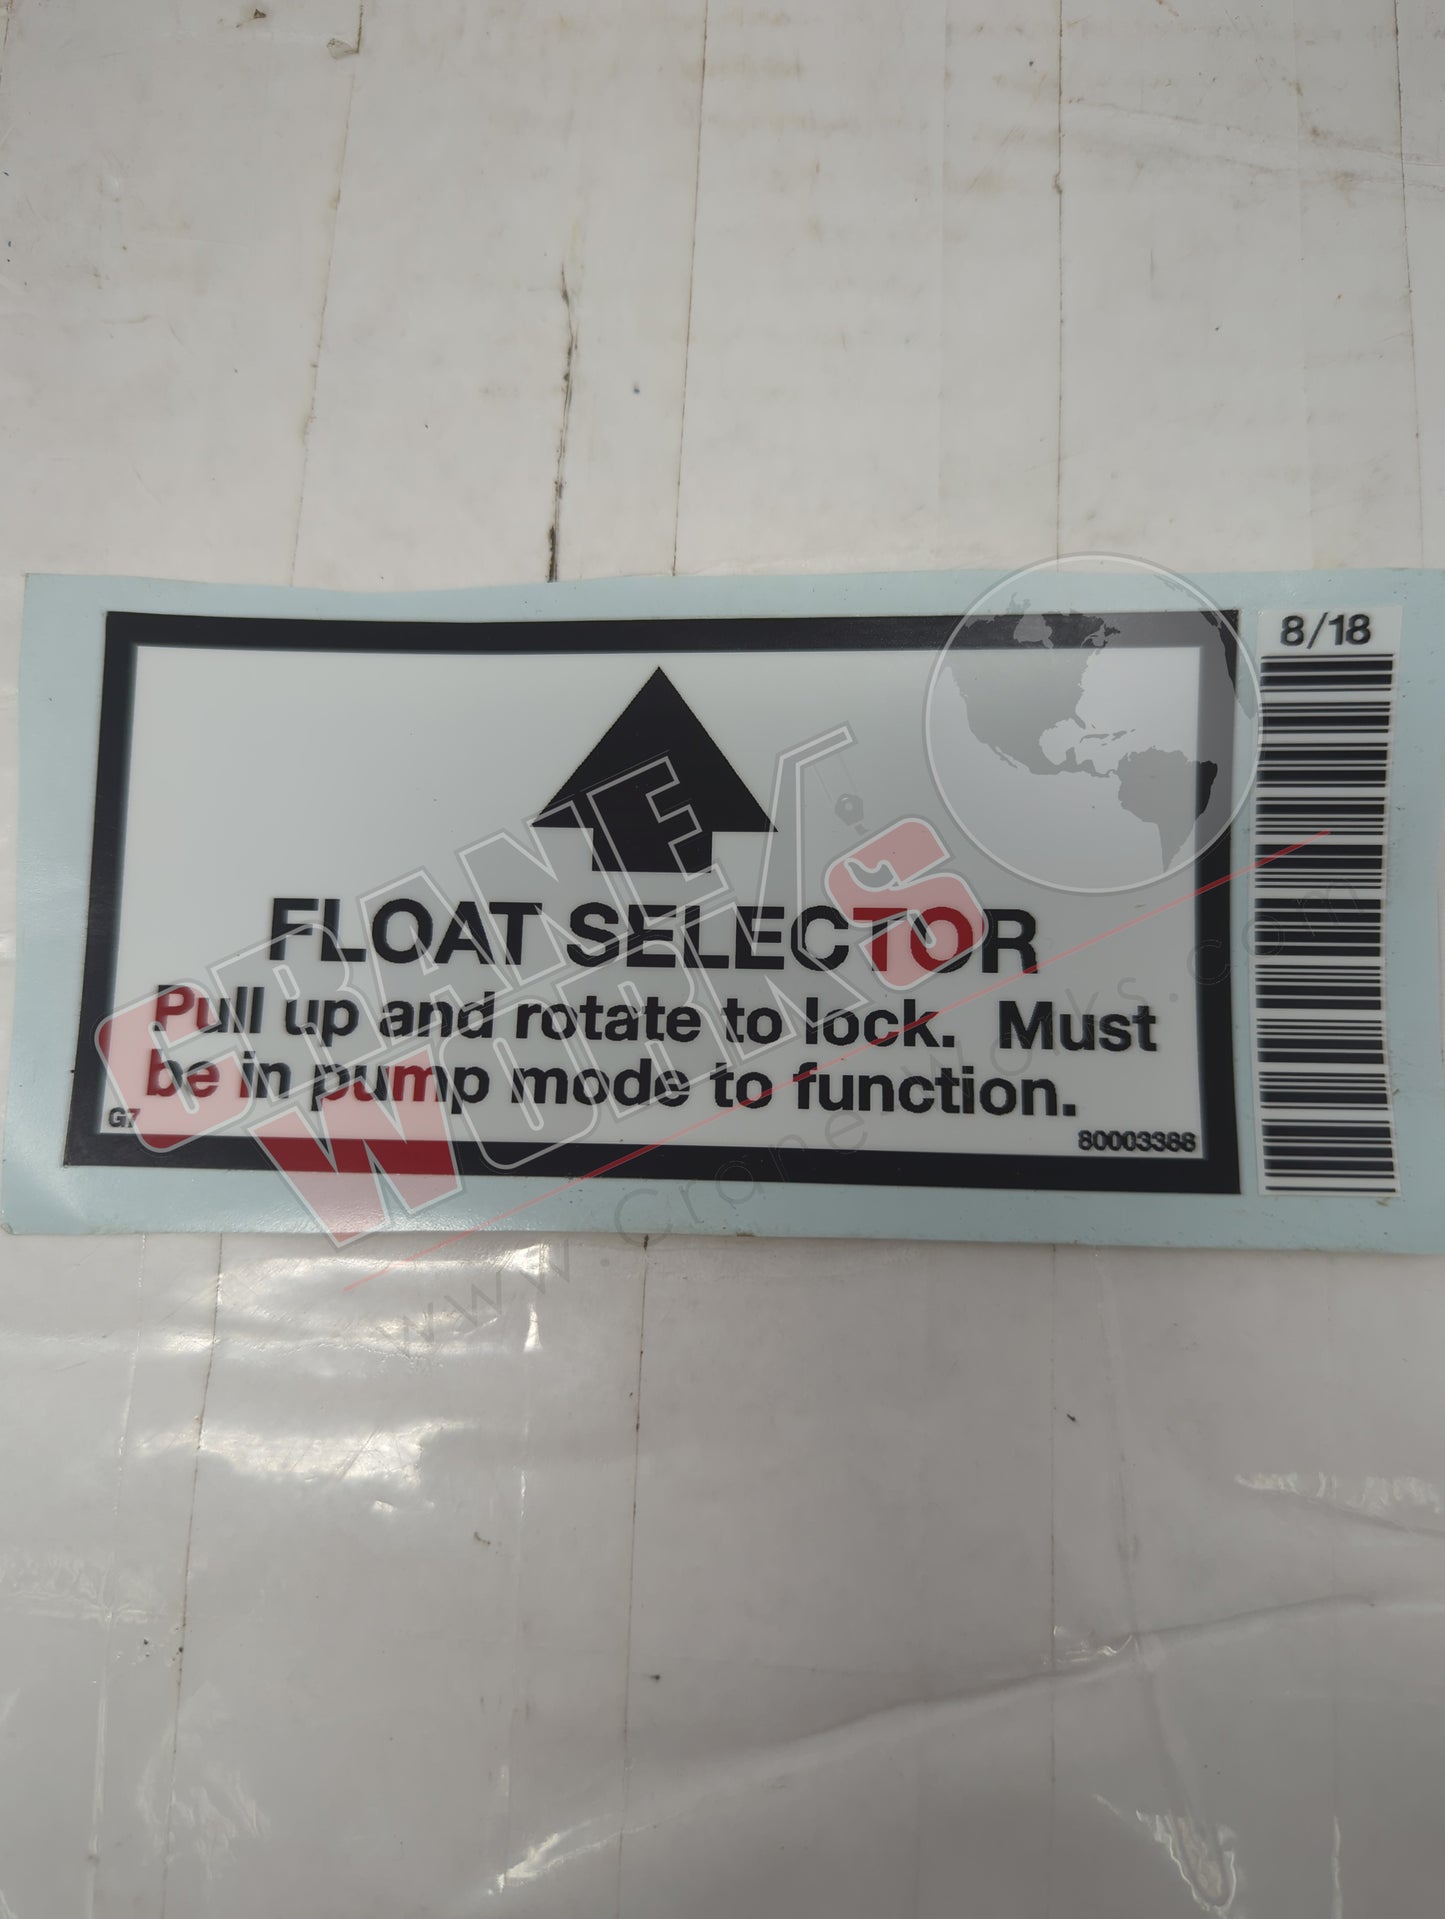 8/18
FLOAT SELECTOR
Pull up and rotate to lock. Must
be in pump mode to function.
G7
80003388
CRANE
WORKS
www.CraneWorks.com